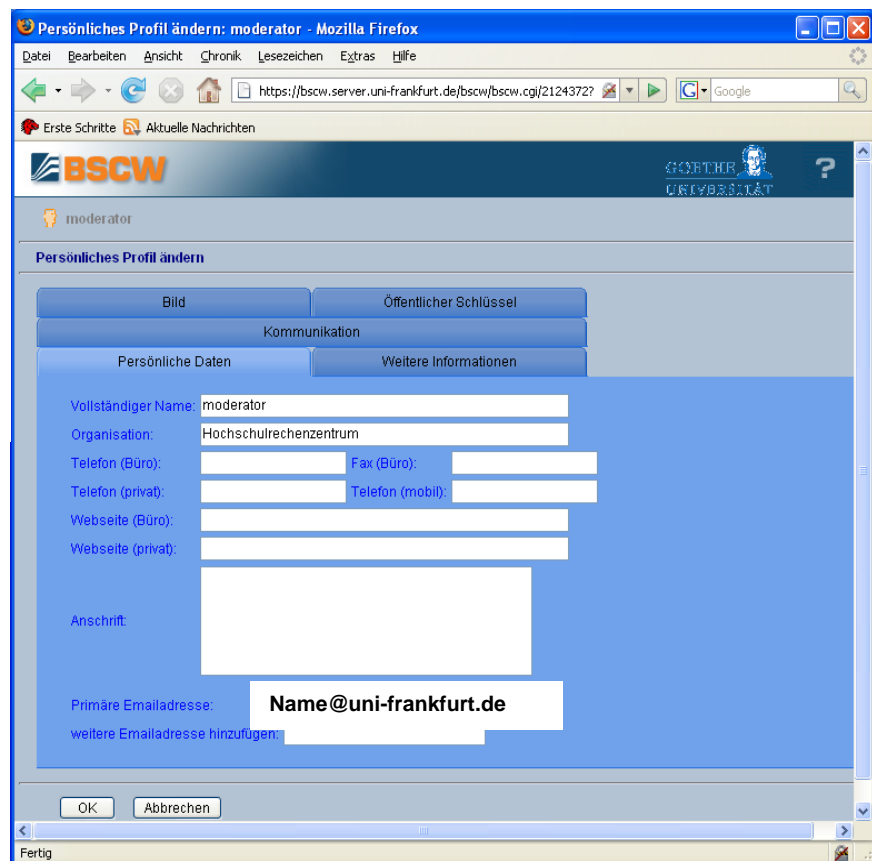 Persönliches Profil ändern: moderator - Mozilla Firefox
Datei Bearbeiten Ansicht Chronik Lesezeichen Extras Hilfe
https://bscw.server.uni-frankfurt.de/bscw/bscw.cgi/2124372? G Google
Erste Schritte Aktuelle Nachrichten
BSCW GOETHE ?
UNIVERSITÄT
moderator
Persönliches Profil ändern
Bild Öffentlicher Schlüssel
Kommunikation
Persönliche Daten Weitere Informationen
Vollständiger Name: moderator
Organisation: Hochschulrechenzentrum
Telefon (Büro): Fax (Büro):
Telefon (privat): Telefon (mobil):
Webseite (Büro):
Webseite (privat):
Anschrift:
Primäre Emailadresse: Name@uni-frankfurt.de
weitere Emailadresse hinzufügen:
OK Abbrechen
Fertig